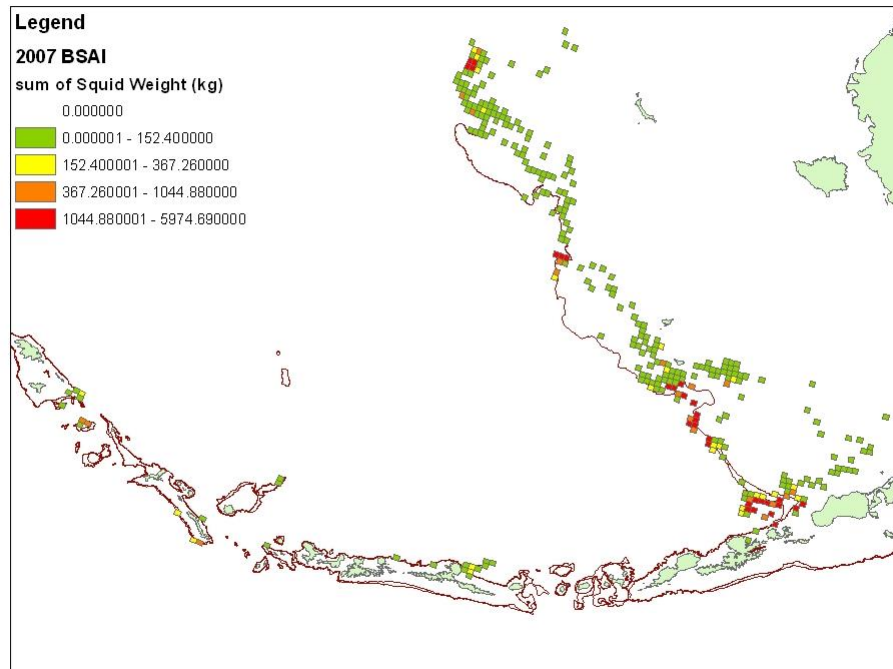 Legend
2007 BSAI
sum of Squid Weight (kg)
0.000000
0.000001 - 152.400000
152.400001 - 367.260000
367.260001 - 1044.880000
1044.880001 - 5974.690000